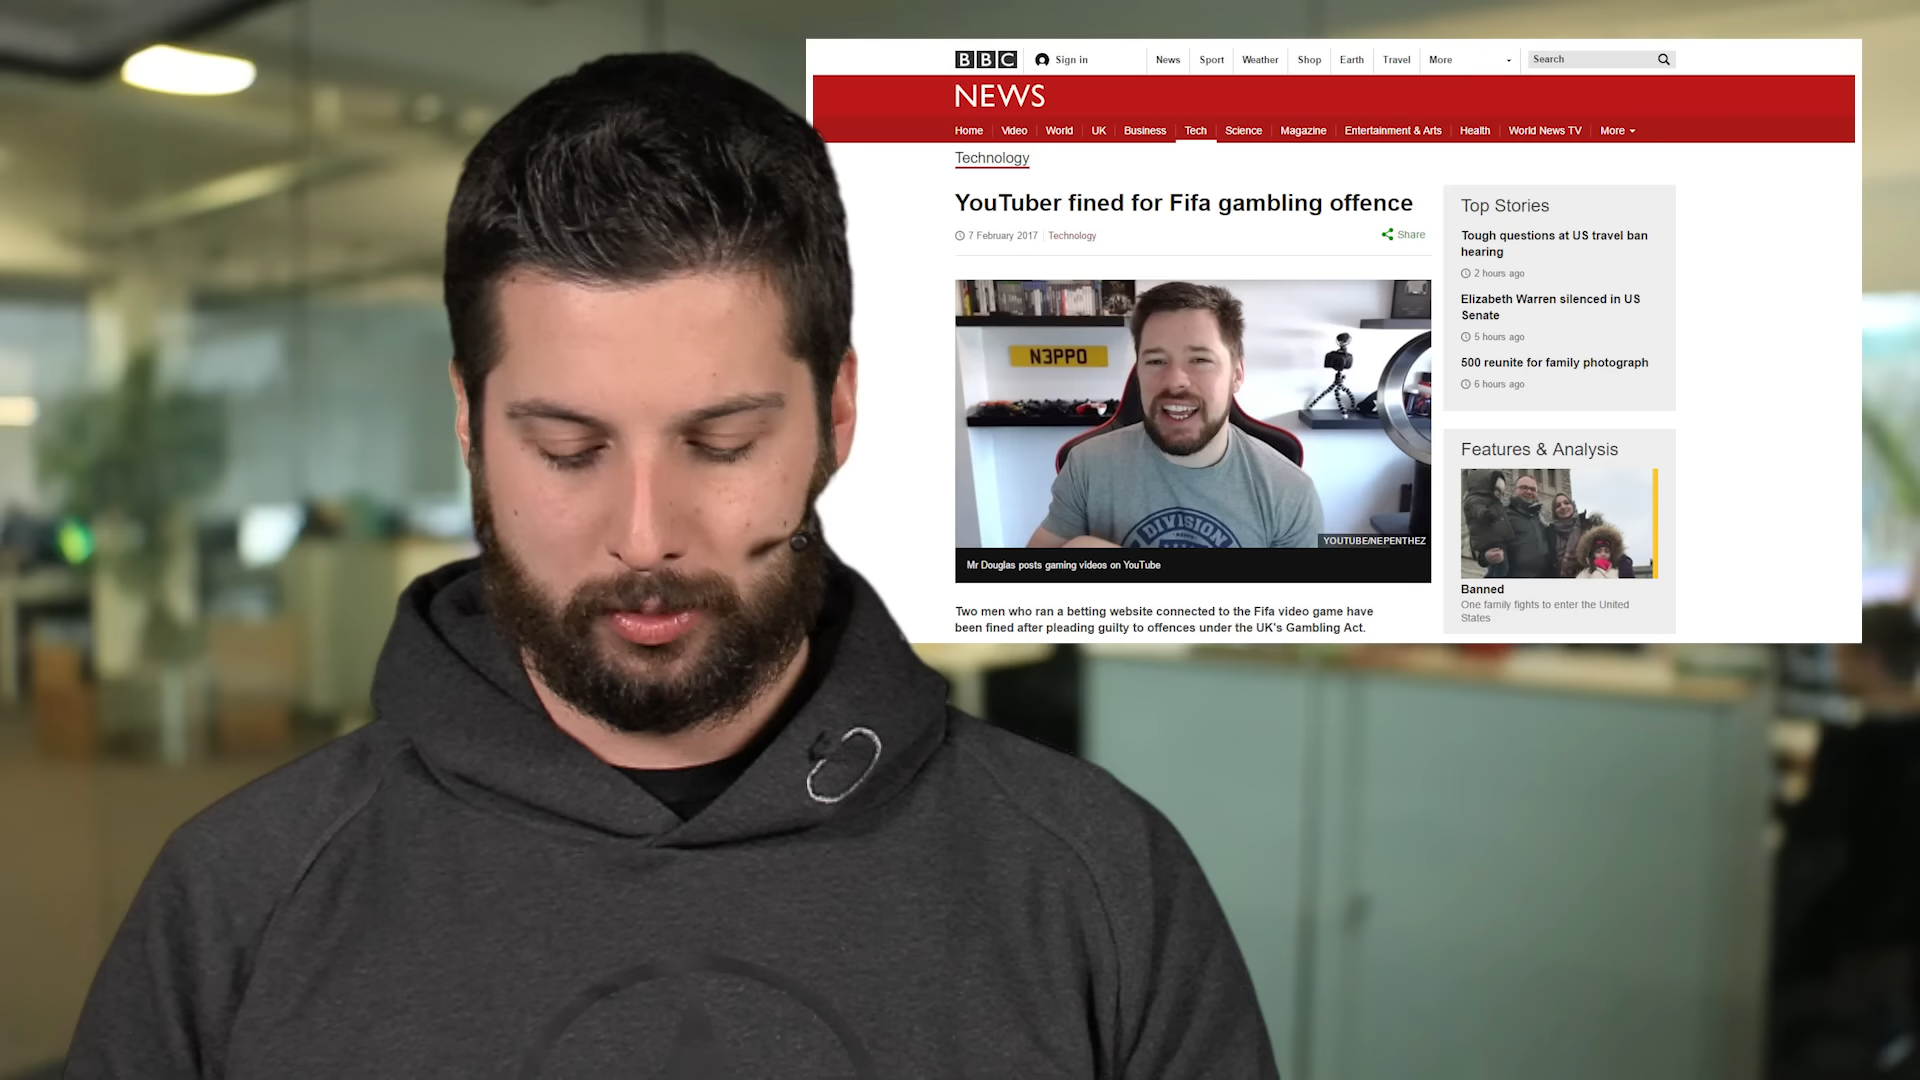 BBC
Sign in
News
Sport
Weather
Shop
Earth
Travel
More
Search
NEWS
Home
Video
World
UK
Business
Tech
Science
Magazine
Entertainment & Arts
Health
World News TV
More
Technology
YouTuber fined for Fifa gambling offence
7 February 2017
Technology
Share
N3PPO
DIVISION
YOUTUBE/NEPENTHEZ
Mr Douglas posts gaming videos on YouTube
Two men who ran a betting website connected to the Fifa video game have
been fined after pleading guilty to offences under the UK's Gambling Act.
Top Stories
Tough questions at US travel ban
hearing
2 hours ago
Elizabeth Warren silenced in US
Senate
5 hours ago
500 reunite for family photograph
6 hours ago
Features & Analysis
Banned
One family fights to enter the United
States